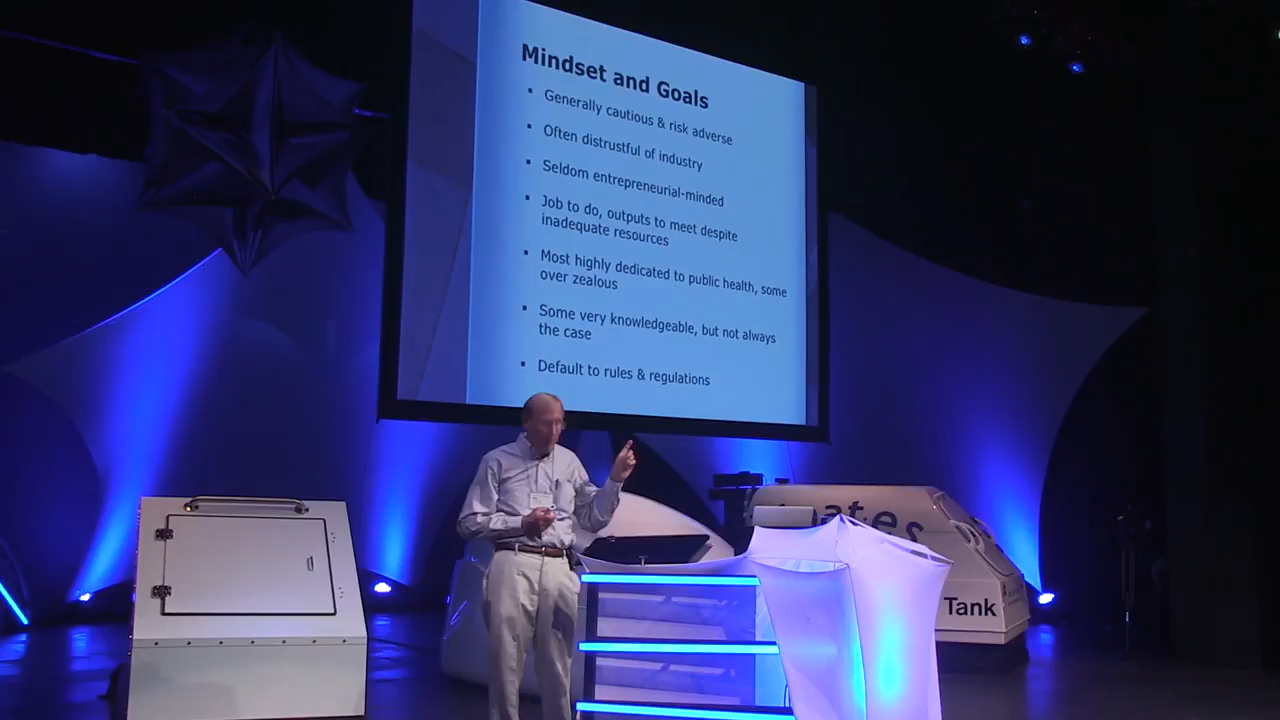 Mindset and Goals
▪ Generally cautious & risk adverse
▪ Often distrustful of industry
▪ Seldom entrepreneurial-minded
▪ Job to do, outputs to meet despite
inadequate resources
▪ Most highly dedicated to public health, some
over zealous
▪ Some very knowledgeable, but not always
the case
▪ Default to rules & regulations
Tank